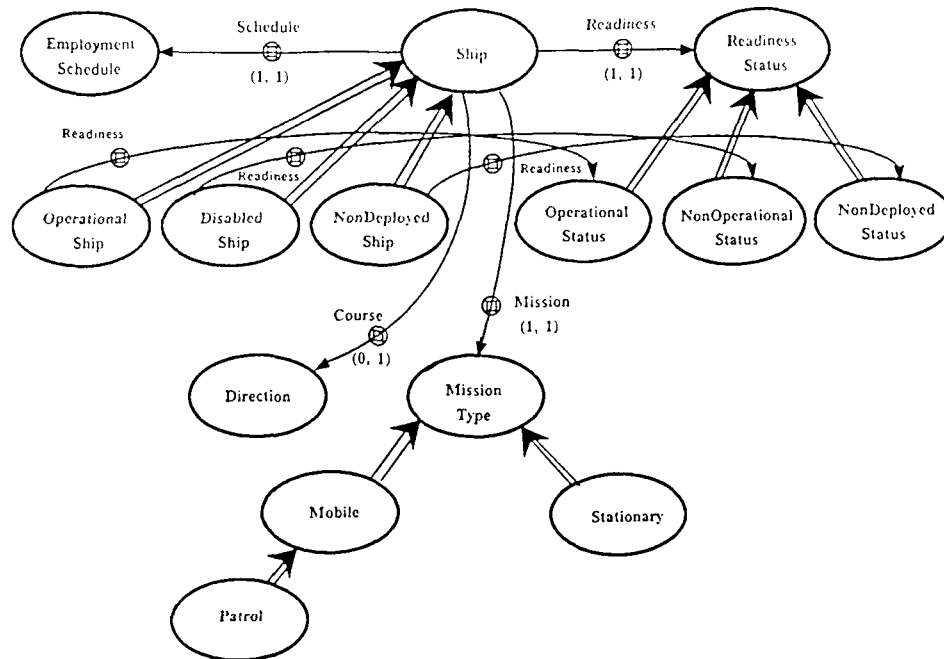 Schedule
Readiness
Employment
Schedule
(1, 1)
Ship
(1, 1)
Readiness
Status
Readiness
Readiness
Readiness
Operational
Ship
Disabled
Ship
NonDeployed
Ship
Operational
Status
NonOperational
Status
NonDeployed
Status
Course
(0, 1)
Mission
(1, 1)
Direction
Mission
Type
Mobile
Stationary
Patrol